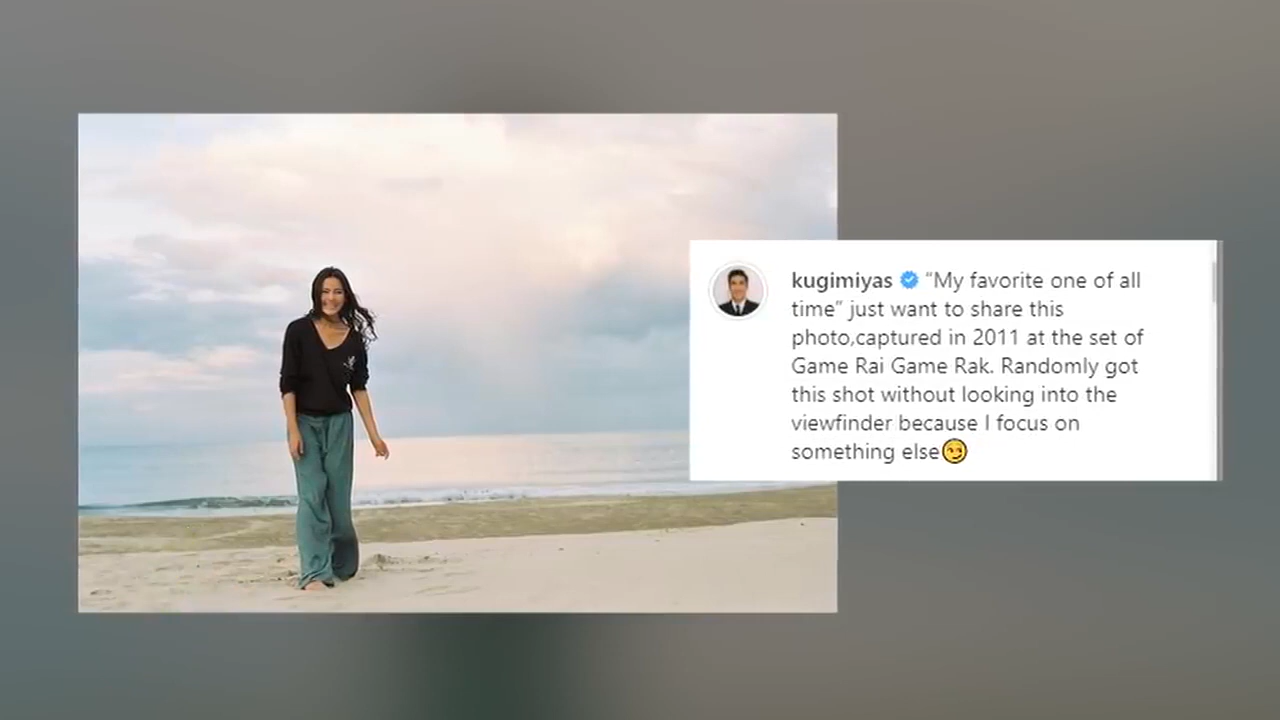 kugimiyas “My favorite one of all
time” just want to share this
photo,captured in 2011 at the set of
Game Rai Game Rak. Randomly got
this shot without looking into the
viewfinder because I focus on
something else😏